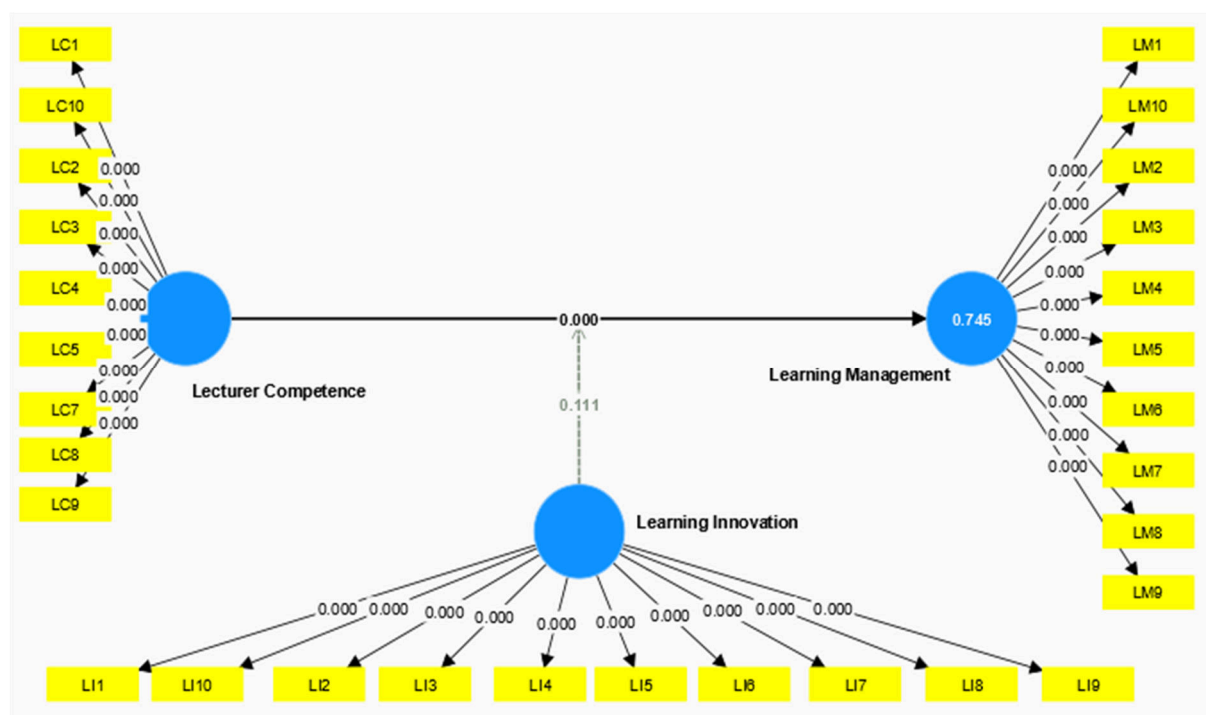 LC1
LC10
LC2
LC3
LC4
LC5
LC7
LC8
LC9
0.000
0.000
0.000
0.000
0.000
0.000
0.000
0.000
0.000
Lecturer Competence
0.000
0.111
0.745
Learning Management
LM1
LM10
LM2
LM3
LM4
LM5
LM6
LM7
LM8
LM9
0.000
0.000
0.000
0.000
0.000
0.000
0.000
0.000
0.000
0.000
Learning Innovation
0.000
0.000
0.000
0.000
0.000
0.000
0.000
0.000
0.000
0.000
LI1
LI10
LI2
LI3
LI4
LI5
LI6
LI7
LI8
LI9